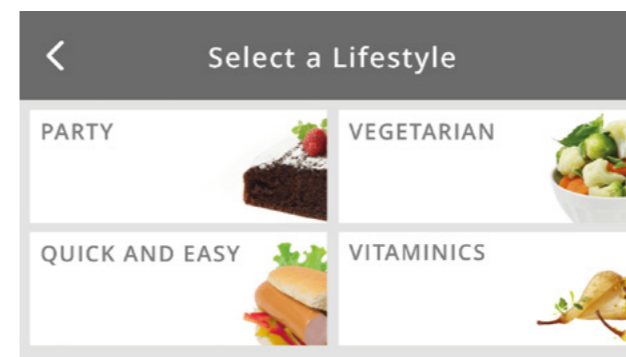 Select a Lifestyle
PARTY
VEGETARIAN
QUICK AND EASY
VITAMINICS